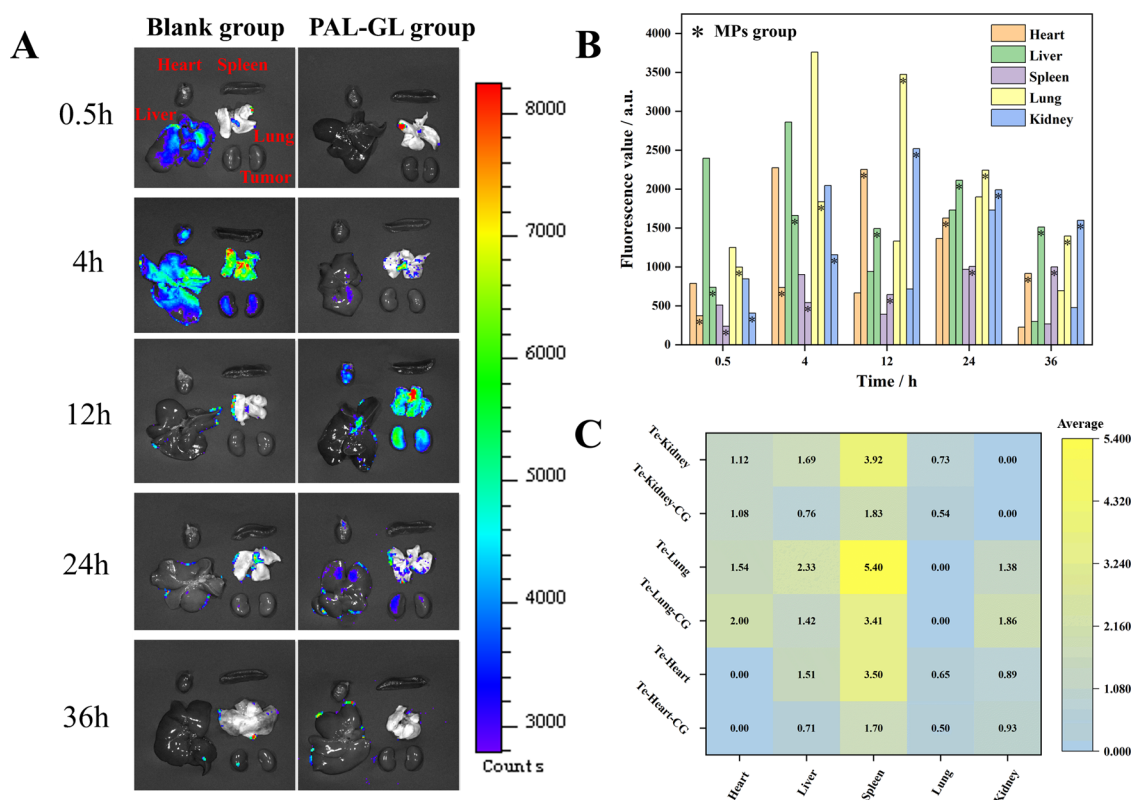 A
Blank group
PAL-GL group
Heart Spleen
Liver
Lung
Tumor
0.5h
4h
12h
24h
36h
8000
7000
6000
5000
4000
3000
Counts
B
* MPs group
Heart
Liver
Spleen
Lung
Kidney
Fluorescence value / a.u.
4000
3500
3000
2500
2000
1500
1000
500
0
0.5 4 12 24 36
Time / h
C
Te-Kidney 1.12 1.69 3.92 0.73 0.00
Te-Kidney-CG 1.08 0.76 1.83 0.54 0.00
Te-Lung 1.54 2.33 5.40 0.00 1.38
Te-Lung-CG 2.00 1.42 3.41 0.00 1.86
Te-Heart 0.00 1.51 3.50 0.65 0.89
Te-Heart-CG 0.00 0.71 1.70 0.50 0.93
Heart Liver Spleen Lung Kidney
Average
5.400
4.320
3.240
2.160
1.080
0.000